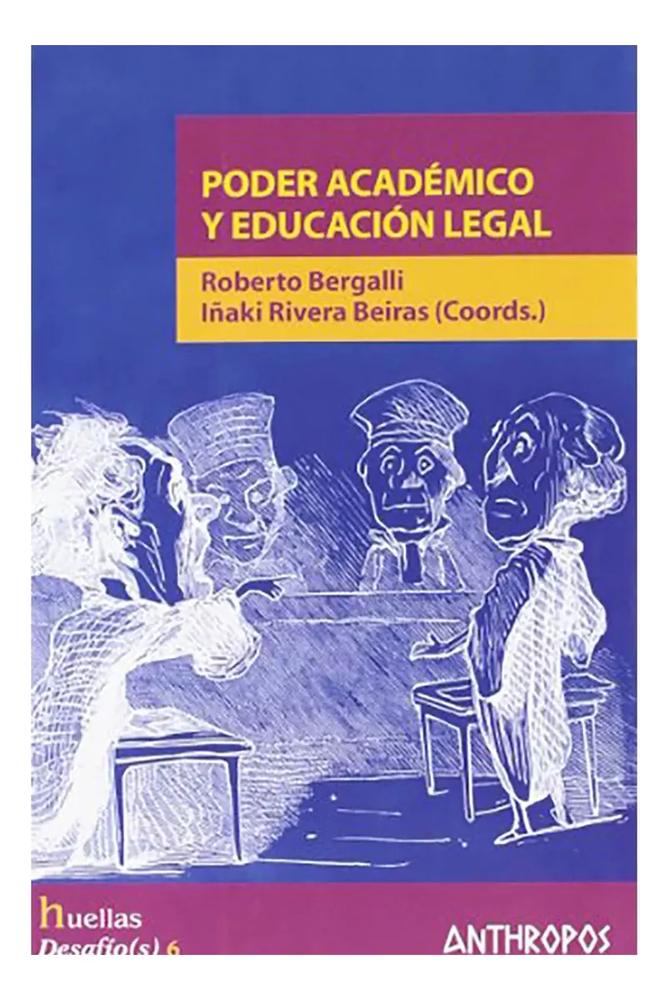 PODER ACADÉMICO
Y EDUCACIÓN LEGAL
Roberto Bergalli
Iñaki Rivera Beiras (Coords.)
huellas
Desafío(s) 6
ANTHROPOS